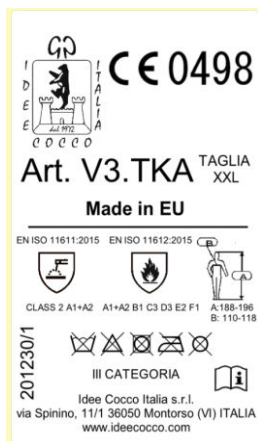 GP
IDEE
ITALIA
dal 1972
COCCO
CE 0498
Art. V3.TKA TAGLIA XXL
Made in EU
EN ISO 11611:2015 EN ISO 11612:2015
B
A
CLASS 2 A1+A2 A1+A2 B1 C3 D3 E2 F1 A:188-196
B: 110-118
201230/1
III CATEGORIA
i
Idee Cocco Italia s.r.l.
via Spinino, 11/1 36050 Montorso (VI) ITALIA
www.ideecocco.com